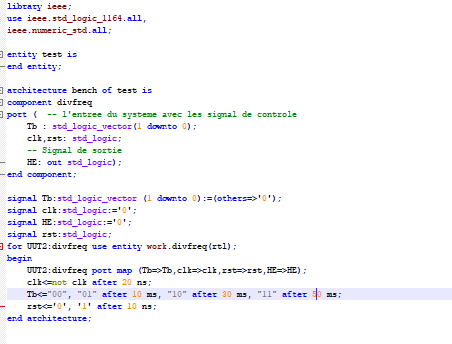 library ieee;
use ieee.std_logic_1164.all,
ieee.numeric_std.all;
entity test is
end entity;
architecture bench of test is
component divfreq
port ( -- l'entree du systeme avec les signal de controle
Tb : std_logic_vector(1 downto 0);
clk,rst: std_logic;
-- Signal de sortie
HE: out std_logic);
end component;
signal Tb:std_logic_vector (1 downto 0):=(others=>'0');
signal clk:std_logic:='0';
signal HE:std_logic:='0';
signal rst:std_logic;
for UUT2:divfreq use entity work.divfreq(rtl);
begin
UUT2:divfreq port map (Tb=>Tb,clk=>clk,rst=>rst,HE=>HE);
clk<=not clk after 20 ns;
Tb<="00", "01" after 10 ms, "10" after 30 ms, "11" after 50 ms;
rst<='0', '1' after 10 ns;
end architecture;